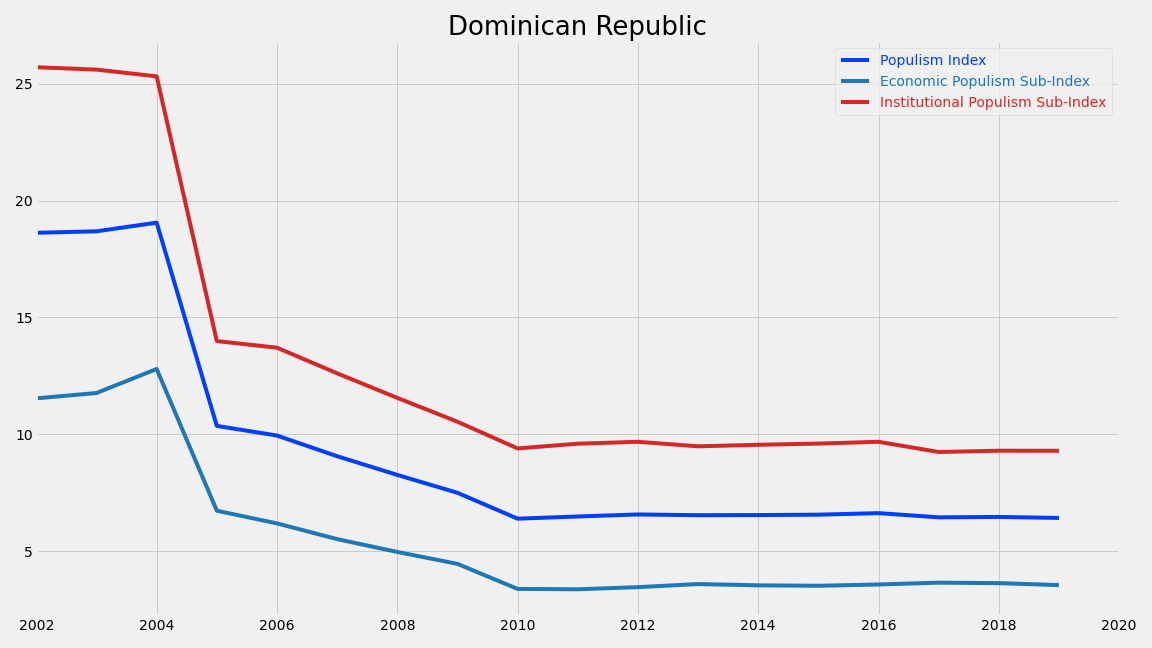 Dominican Republic
Populism Index
Economic Populism Sub-Index
Institutional Populism Sub-Index
25
20
15
10
5
2002 2004 2006 2008 2010 2012 2014 2016 2018 2020